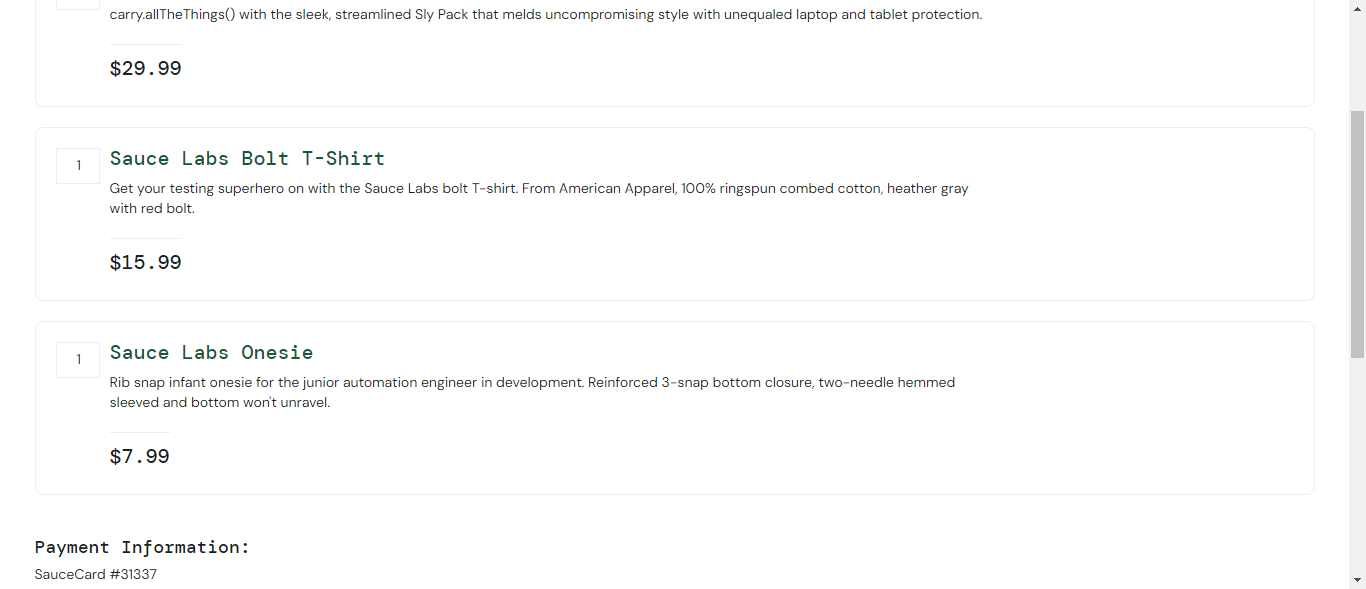 carry.allTheThings() with the sleek, streamlined Sly Pack that melds uncompromising style with unequaled laptop and tablet protection.
$29.99
1
Sauce Labs Bolt T-Shirt
Get your testing superhero on with the Sauce Labs bolt T-shirt. From American Apparel, 100% ringspun combed cotton, heather gray
with red bolt.
$15.99
1
Sauce Labs Onesie
Rib snap infant onesie for the junior automation engineer in development. Reinforced 3-snap bottom closure, two-needle hemmed
sleeved and bottom won't unravel.
$7.99
Payment Information:
SauceCard #31337